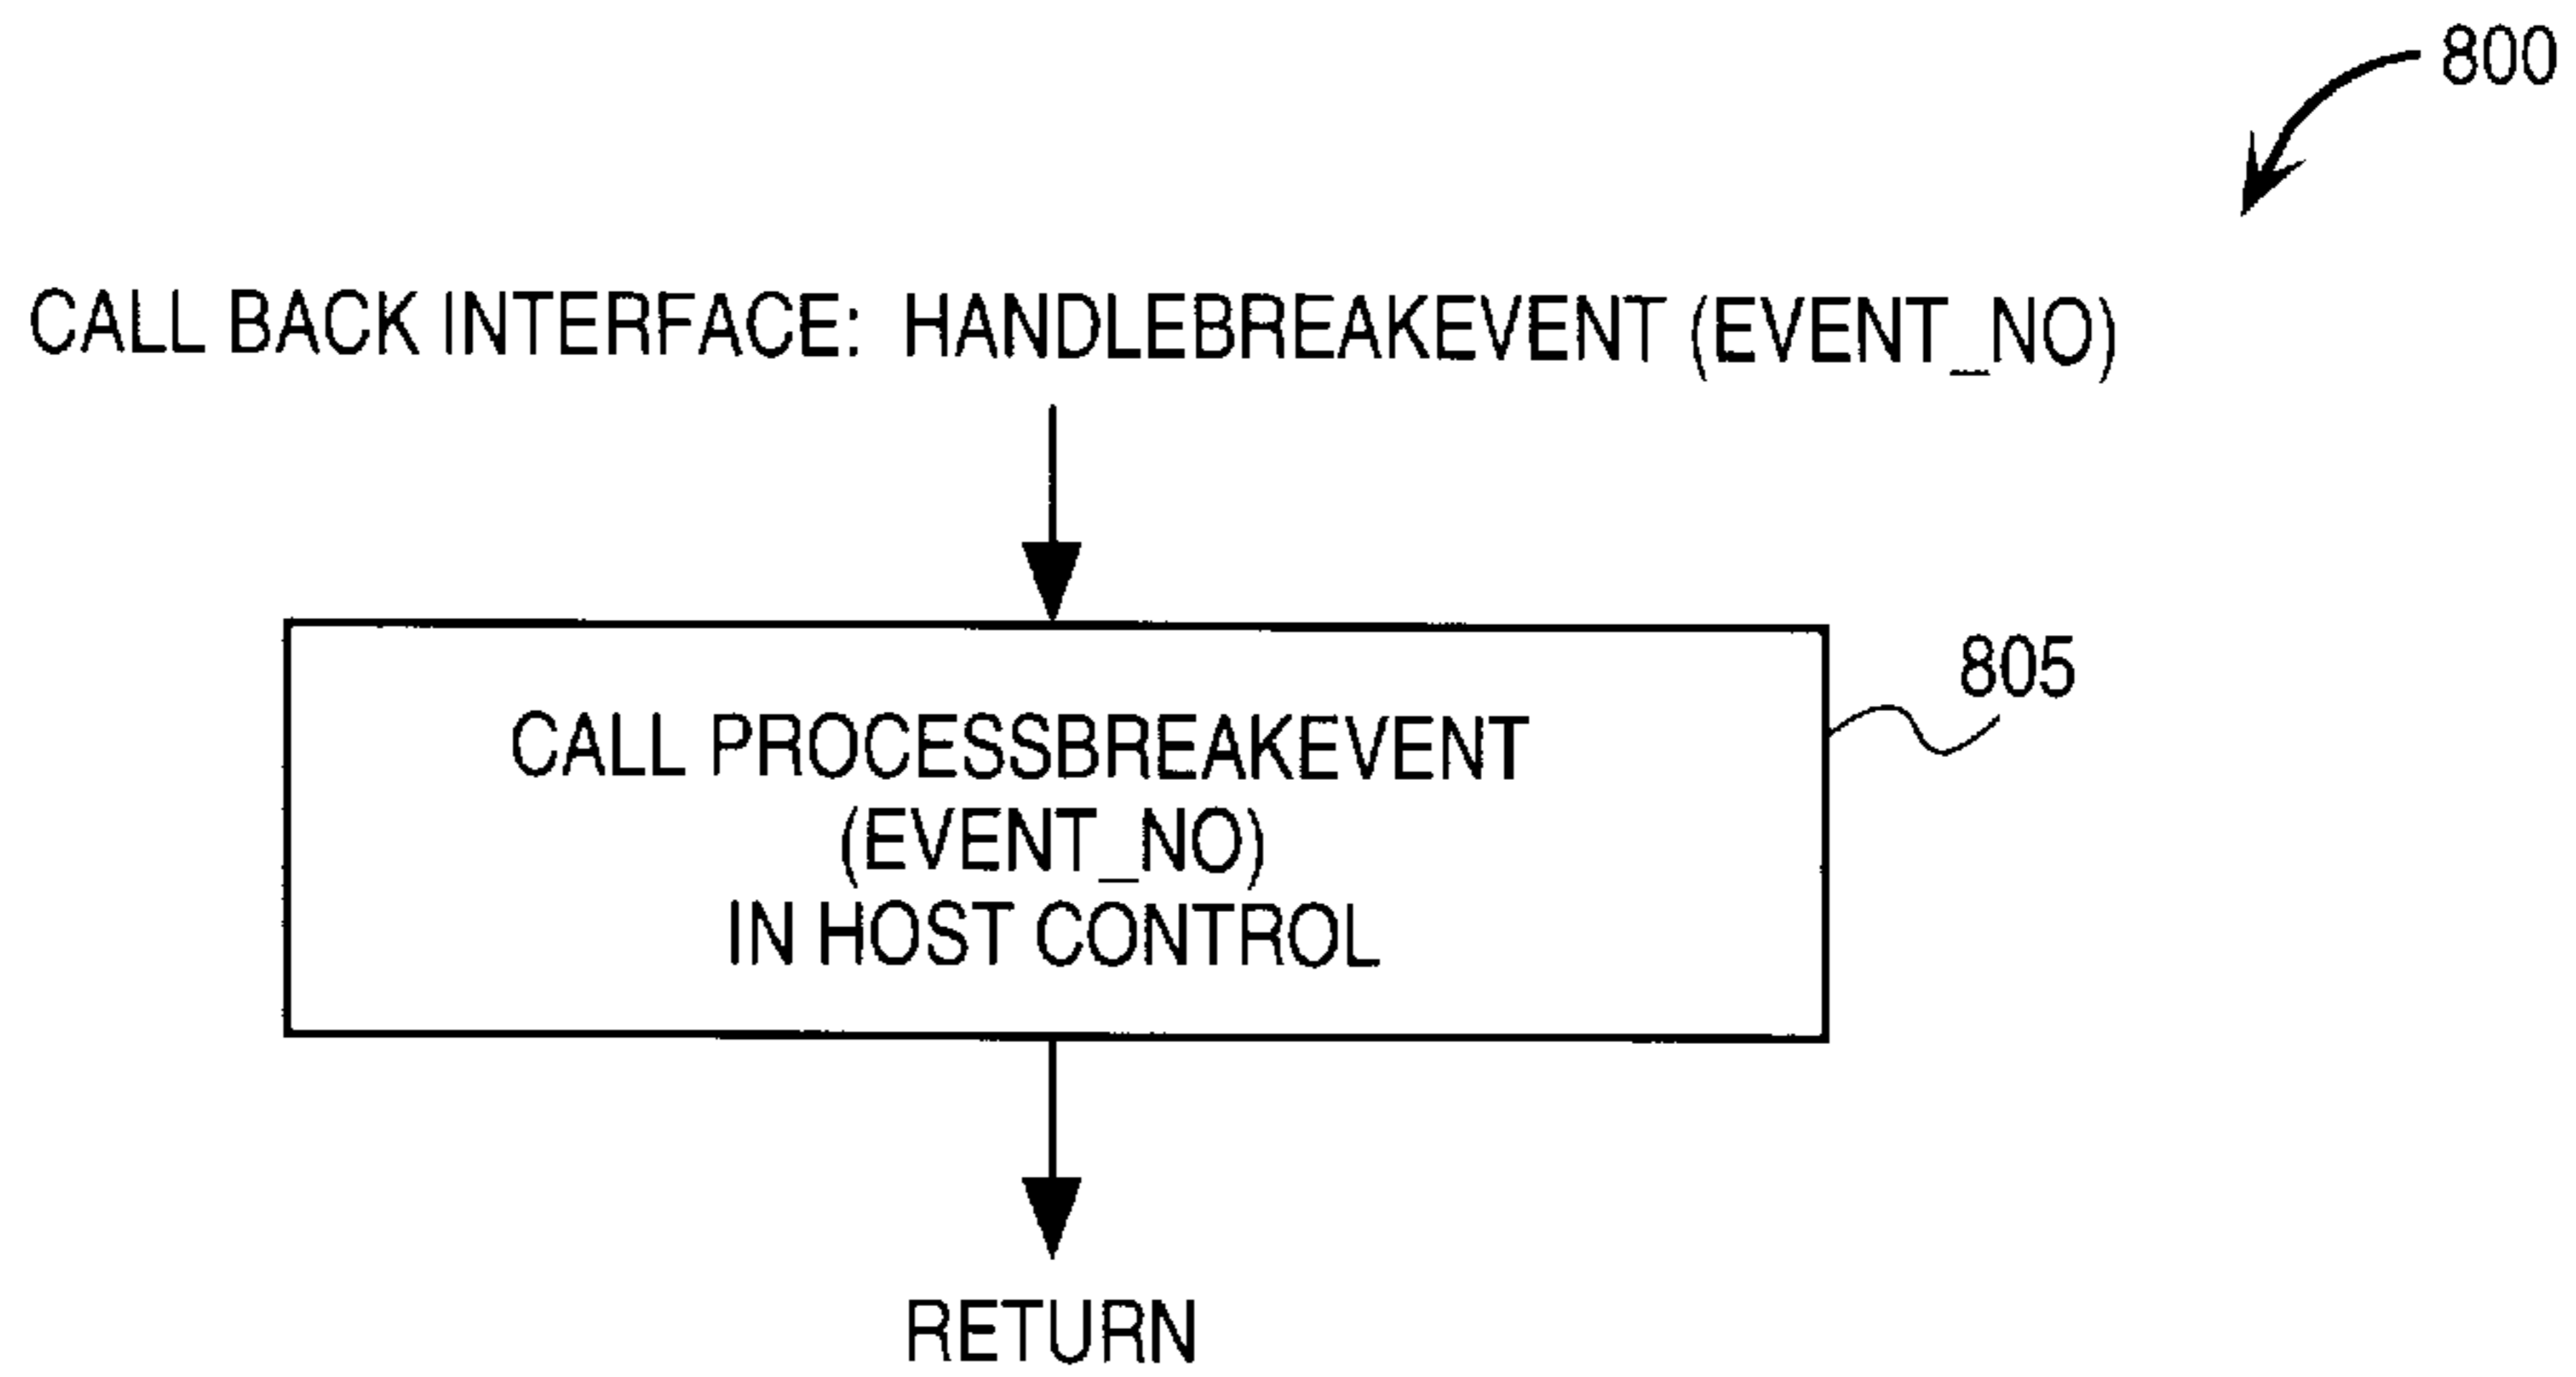 800
CALL BACK INTERFACE: HANDLEBREAKEVENT (EVENT_NO)
805
CALL PROCESSBREAKEVENT
(EVENT_NO)
IN HOST CONTROL
RETURN